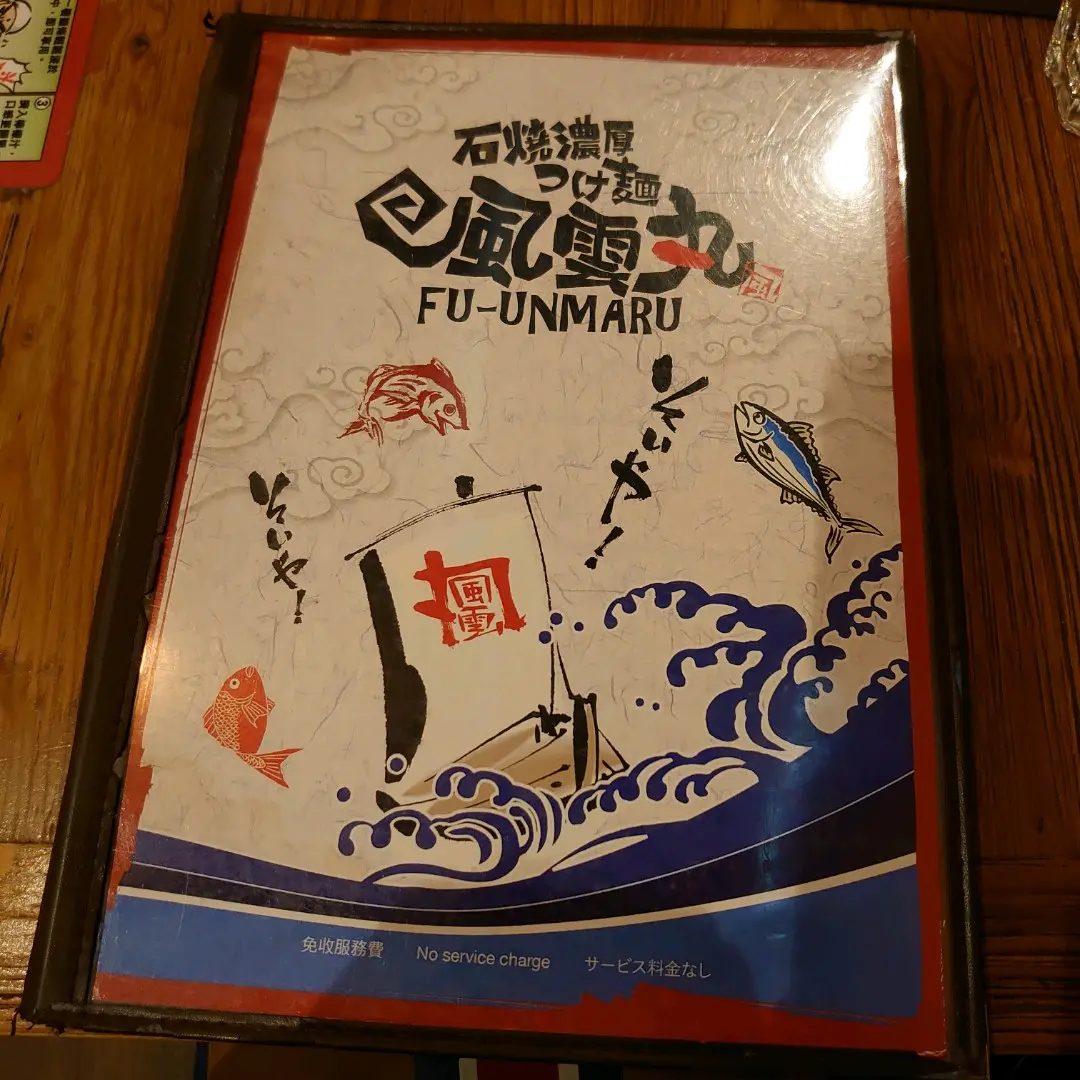 石燒濃厚
つけ麺
風雲丸
FU-UNMARU
そいや!
そいや!
風雲
免收服務費 No service charge サービス料金なし